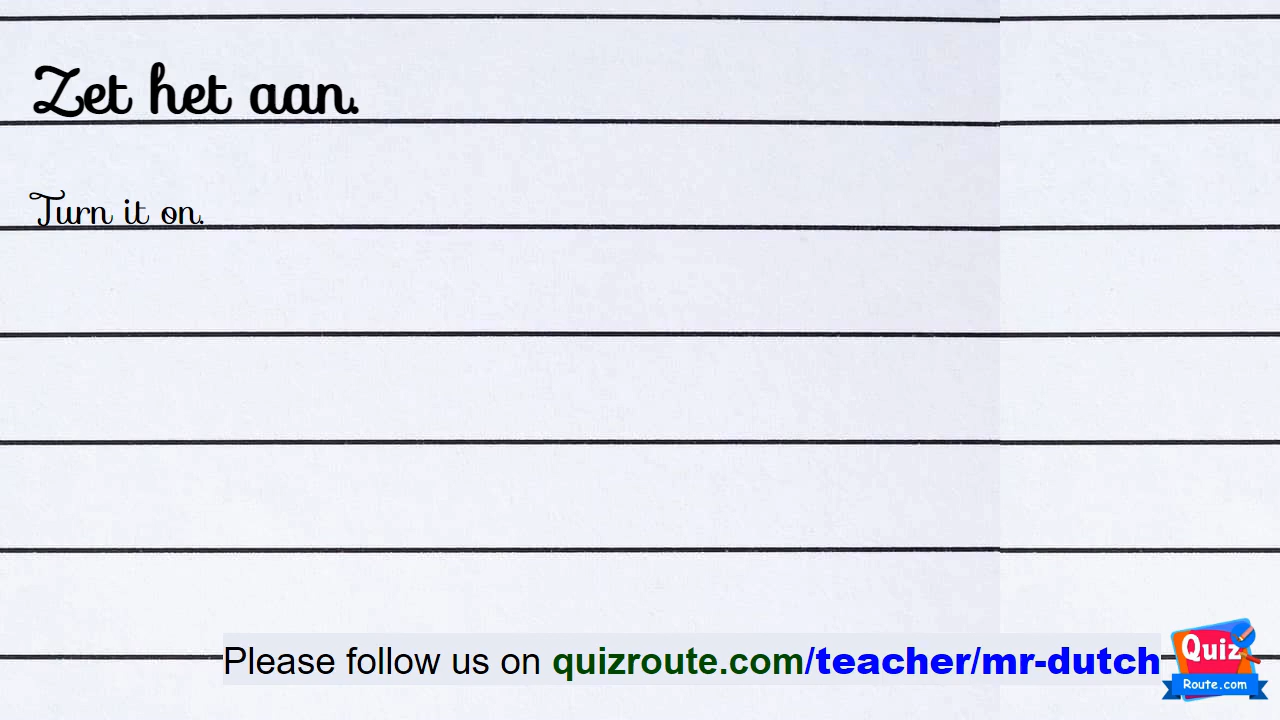 Zet het aan.
Turn it on.
Please follow us on quizroute.com/teacher/mr-dutch
Quiz
Route.com